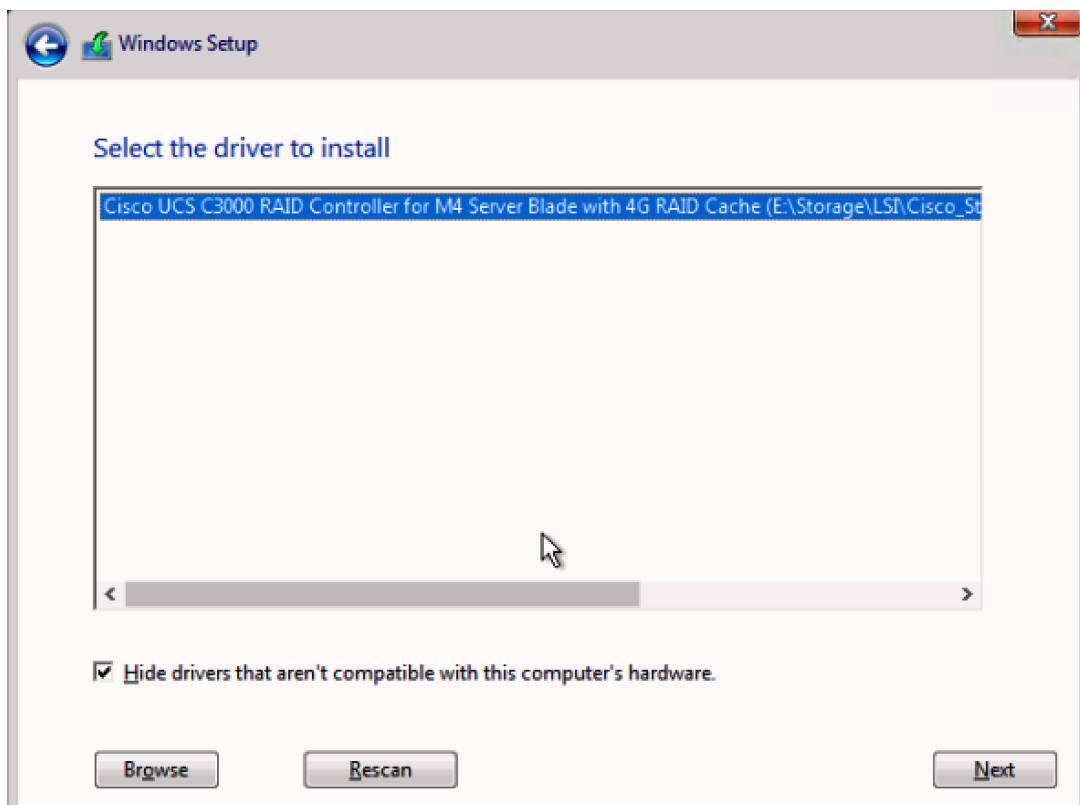 Windows Setup
Select the driver to install
Cisco UCS C3000 RAID Controller for M4 Server Blade with 4G RAID Cache (E:\Storage\LSI\Cisco_St
Hide drivers that aren't compatible with this computer's hardware.
Browse Rescan Next